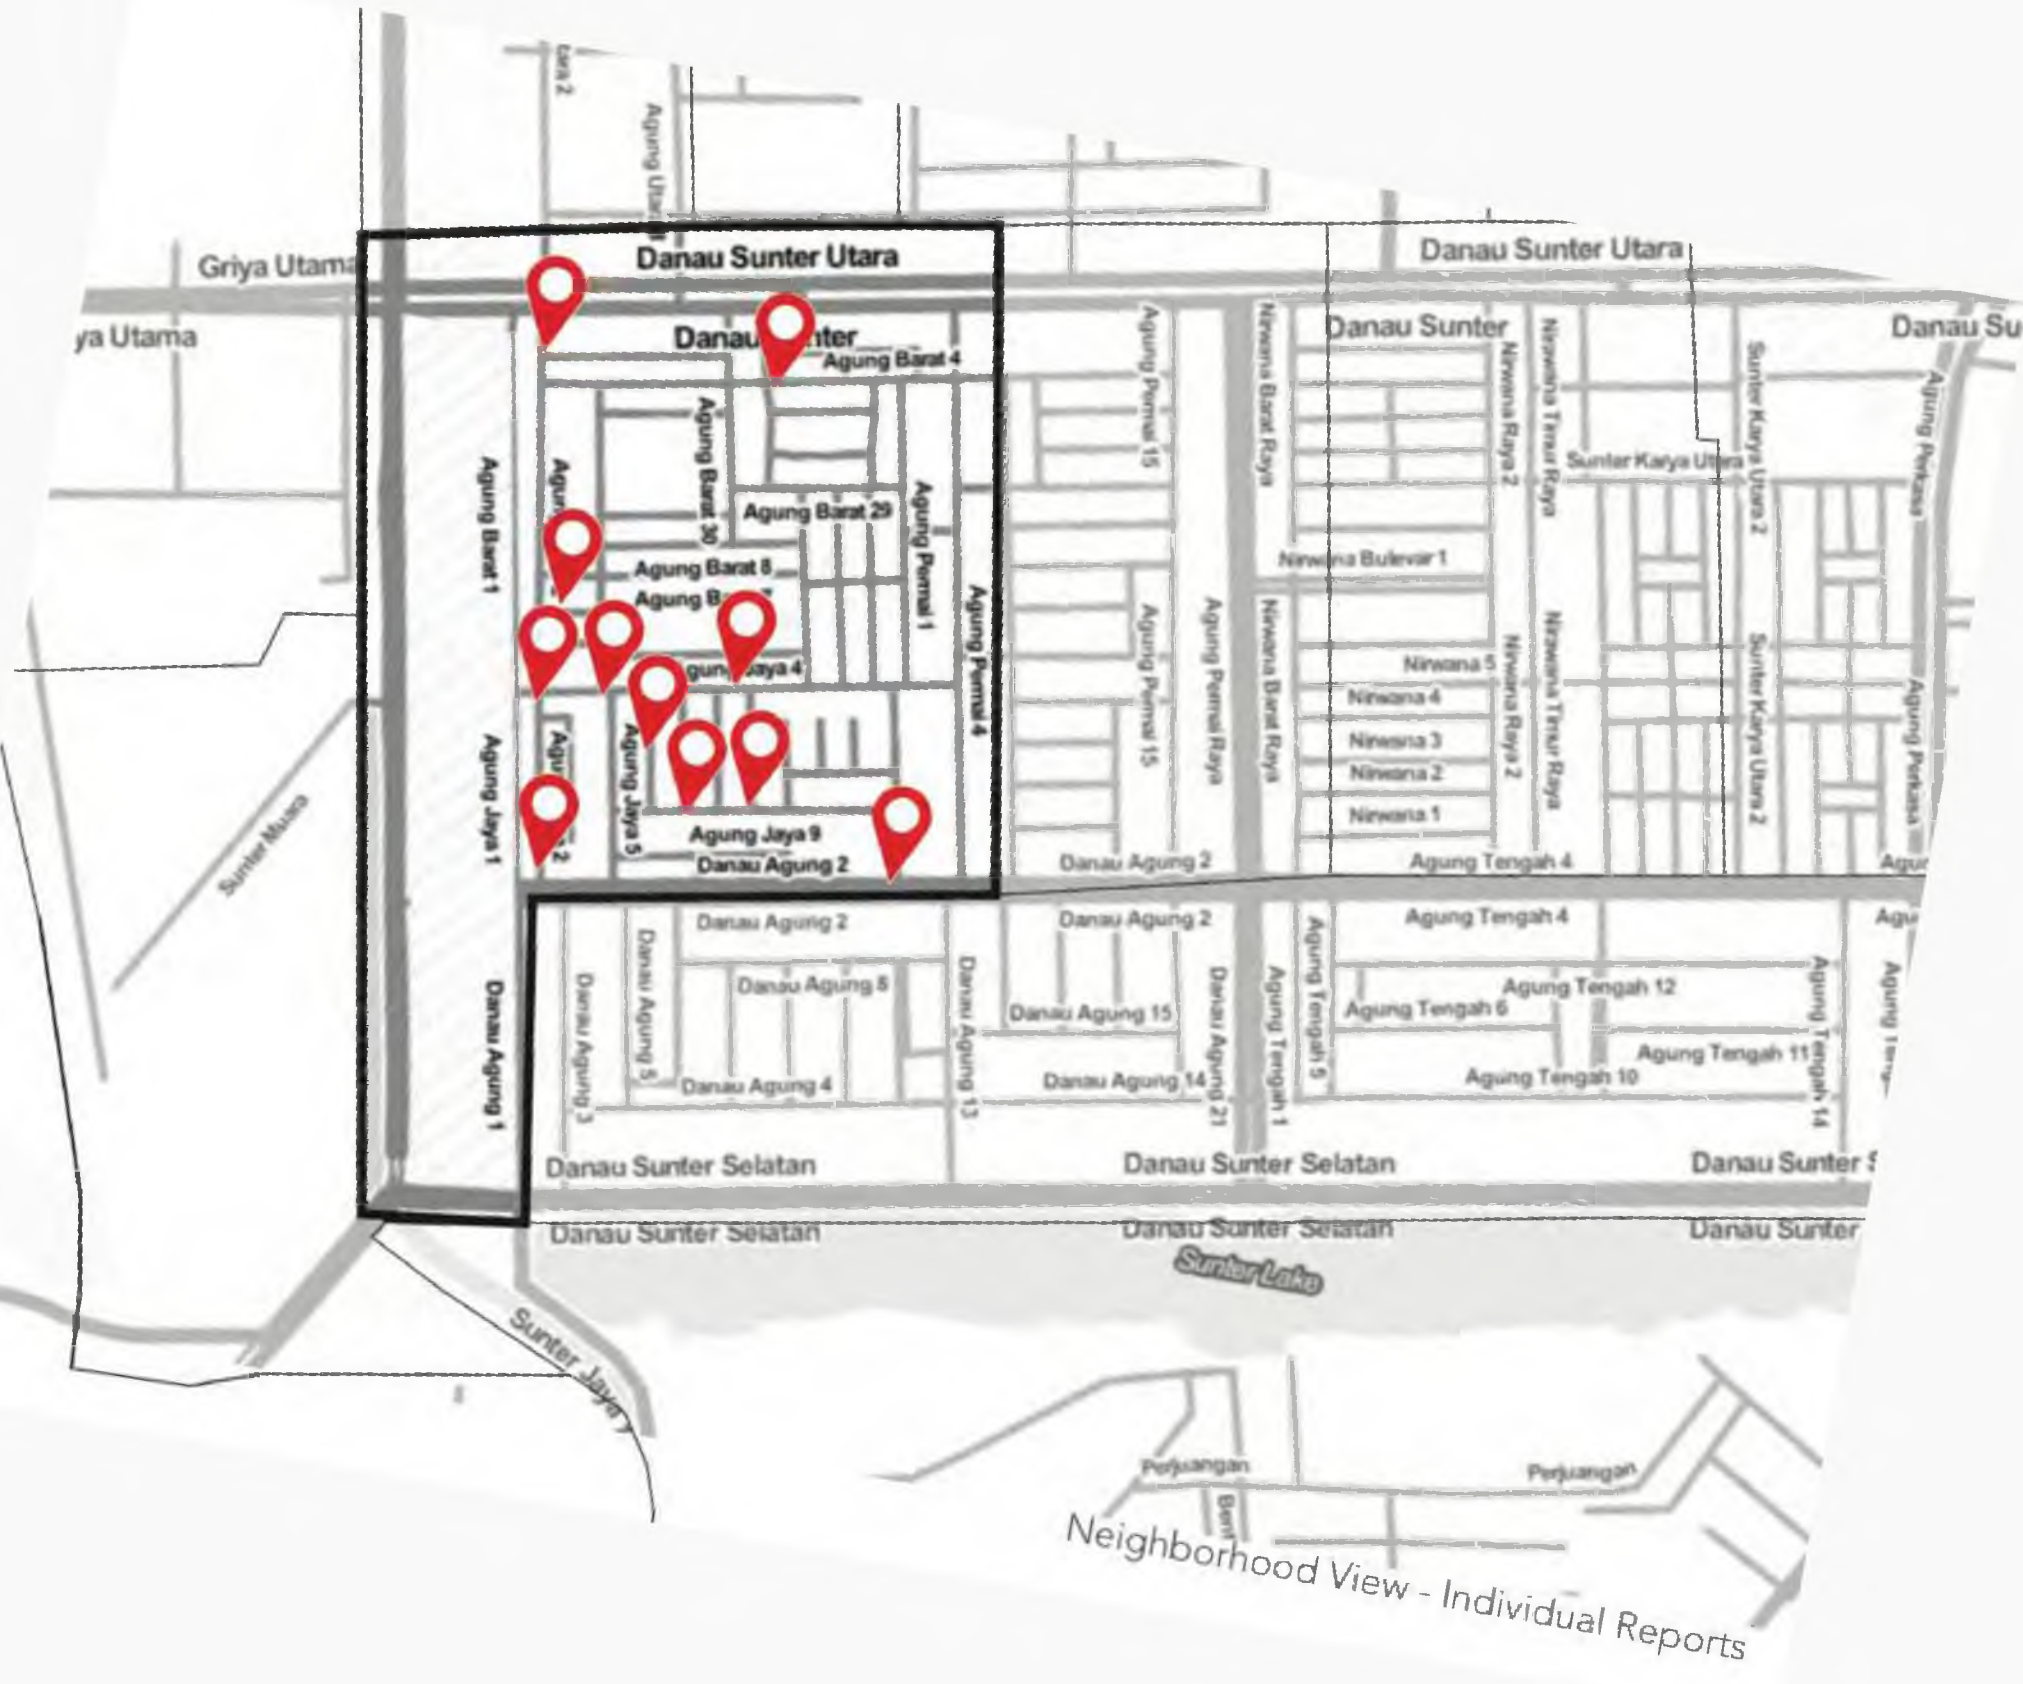 Agung Utara
Danau Sunter Utara
Danau Sunter Utara
Griya Utama
Danau Sunter
Danau Su
Agung Barat 4
Agung Barat 1
Agung Barat 30
Agung Barat 29
Agung Barat 8
Agung Permai 1
Agung Permai 4
Agung Permai 15
Agung Permai 15
Agung Permai Raya
Nirwana Barat Raya
Nirwana Barat Raya
Nirwana Raya 2
Nirwana Raya 2
Nirwana Timur Raya
Nirawana Timur Raya
Sunter Karya Utara
Sunter Karya Utara 2
Sunter Karya Utara 2
Agung Perkasa
Agung Perkasa
Nirwana Bulevar 1
Nirwana 5
Nirwana 4
Nirwana 3
Nirwana 2
Nirwana 1
Agung Jaya 1
Agung Jaya 5
Agung Jaya 9
Danau Agung 2
Danau Agung 2
Agung Tengah 4
Sunter Muara
Danau Agung 2
Danau Agung 2
Agung Tengah 4
Danau Agung 1
Danau Agung 3
Danau Agung 5
Danau Agung 8
Danau Agung 4
Danau Agung 13
Danau Agung 15
Danau Agung 14
Danau Agung 21
Agung Tengah 1
Agung Tengah 5
Agung Tengah 12
Agung Tengah 6
Agung Tengah 11
Agung Tengah 10
Agung Tengah 14
Danau Sunter Selatan
Danau Sunter Selatan
Danau Sunter S
Danau Sunter Selatan
Danau Sunter Selatan
Danau Sunter
Sunter Lake
Sunter Jaya
Perjuangan
Perjuangan
Neighborhood View - Individual Reports